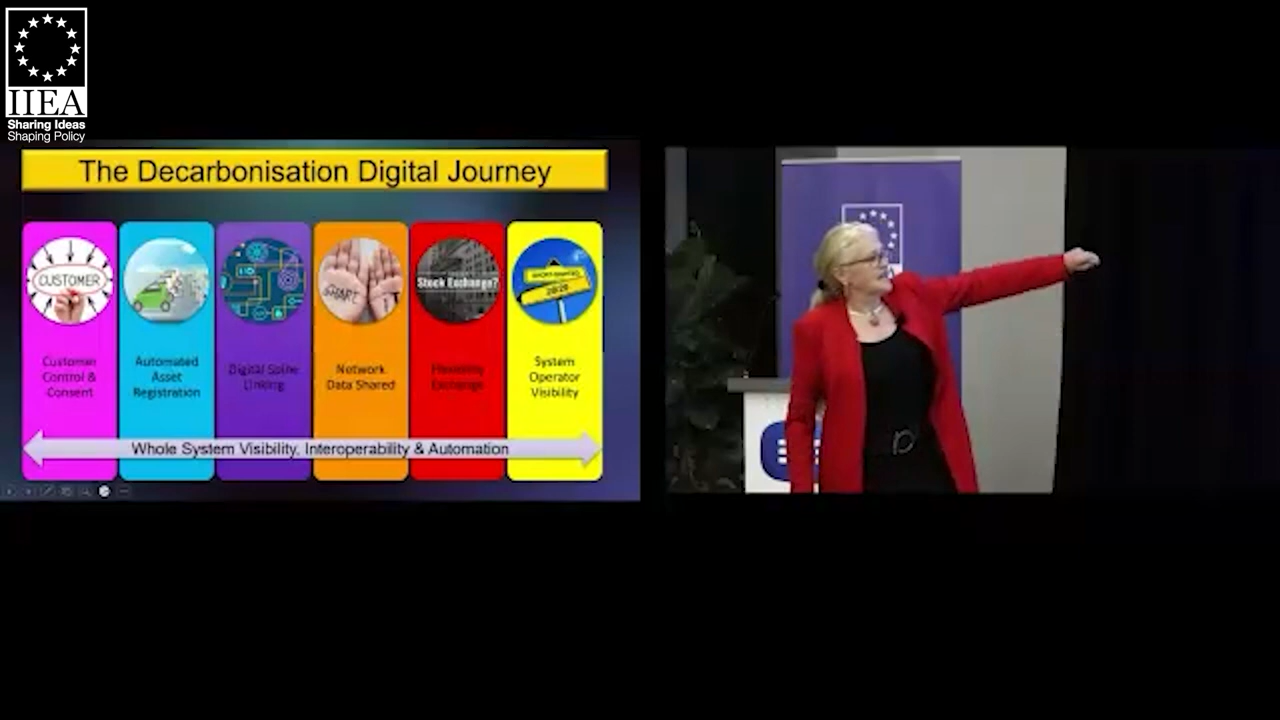 IIEA
Sharing Ideas
Shaping Policy
The Decarbonisation Digital Journey
CUSTOMER
SMART
Stock Exchange?
Customer
Control &
Consent
Automated
Asset
Registration
Digital Spine
Linking
Network
Data Shared
Flexibility
Exchange
System
Operator
Visibility
Whole System Visibility, Interoperability & Automation